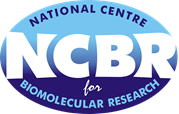 NATIONAL CENTRE
NCBR
for
BIOMOLECULAR RESEARCH